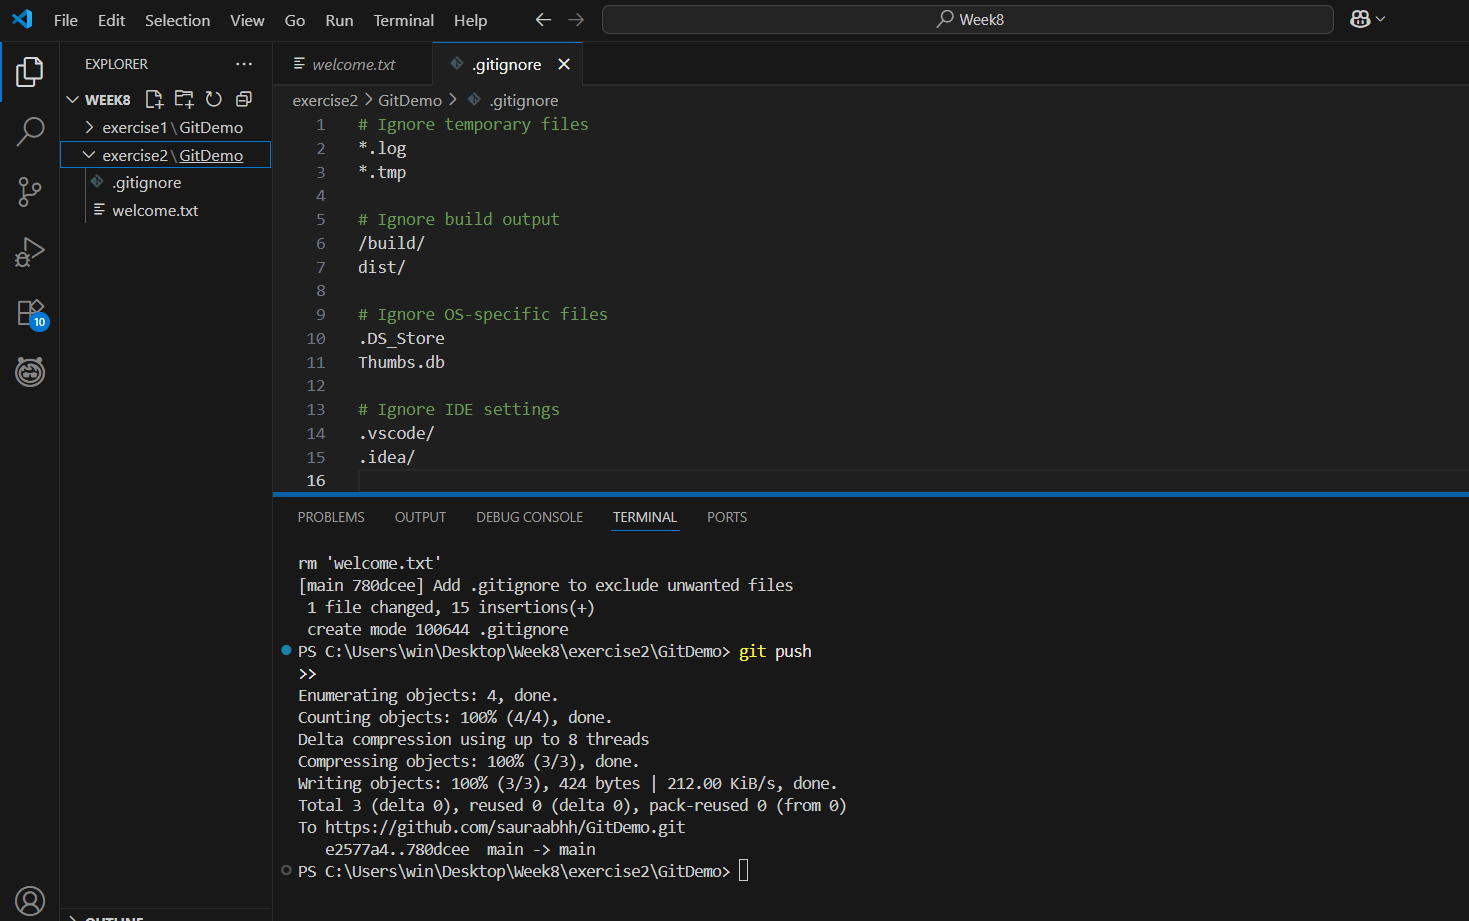 File Edit Selection View Go Run Terminal Help
Week8
EXPLORER
WEEK8
exercise1\GitDemo
exercise2\GitDemo
.gitignore
welcome.txt
10
OUTLINE
welcome.txt
.gitignore
exercise2 > GitDemo > .gitignore
1 # Ignore temporary files
2 *.log
3 *.tmp
4
5 # Ignore build output
6 /build/
7 dist/
8
9 # Ignore OS-specific files
10 .DS_Store
11 Thumbs.db
12
13 # Ignore IDE settings
14 .vscode/
15 .idea/
16
PROBLEMS OUTPUT DEBUG CONSOLE TERMINAL PORTS
rm 'welcome.txt'
[main 780dcee] Add .gitignore to exclude unwanted files
1 file changed, 15 insertions(+)
create mode 100644 .gitignore
PS C:\Users\win\Desktop\Week8\exercise2\GitDemo> git push
>>
Enumerating objects: 4, done.
Counting objects: 100% (4/4), done.
Delta compression using up to 8 threads
Compressing objects: 100% (3/3), done.
Writing objects: 100% (3/3), 424 bytes | 212.00 KiB/s, done.
Total 3 (delta 0), reused 0 (delta 0), pack-reused 0 (from 0)
To https://github.com/sauraabhh/GitDemo.git
e2577a4..780dcee main -> main
PS C:\Users\win\Desktop\Week8\exercise2\GitDemo>